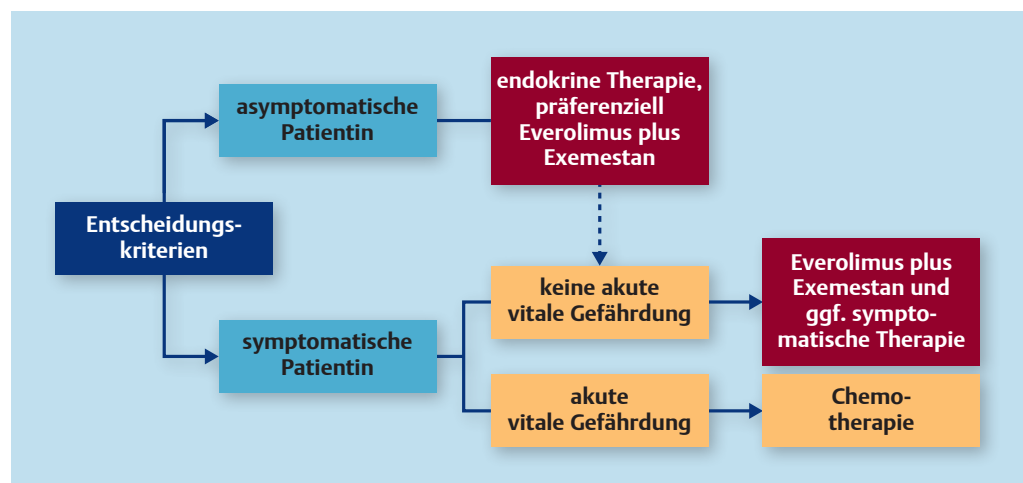 asymptomatische
Patientin
endokrine Therapie,
präferenziell
Everolimus plus
Exemestan
Entscheidungs-
kriterien
symptomatische
Patientin
keine akute
vitale Gefährdung
Everolimus plus
Exemestan und
ggf. sympto-
matische Therapie
akute
vitale Gefährdung
Chemo-
therapie